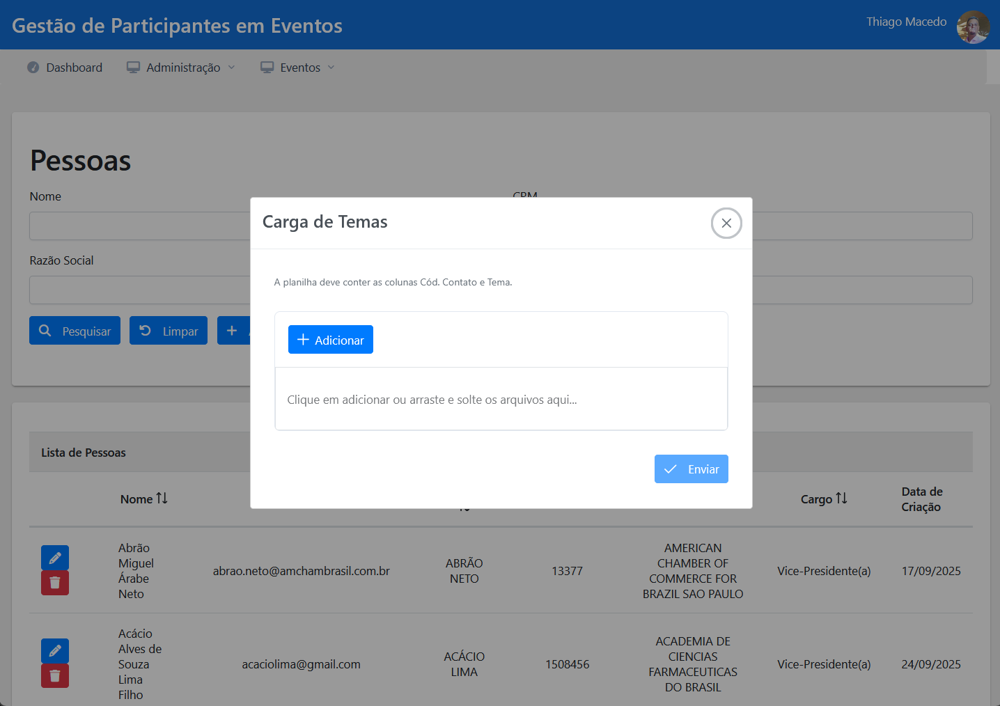 Gestão de Participantes em Eventos
Thiago Macedo
Dashboard
Administração
Eventos
Pessoas
Nome
CRM
Razão Social
Pesquisar
Limpar
Carga de Temas
A planilha deve conter as colunas Cód. Contato e Tema.
Adicionar
Clique em adicionar ou arraste e solte os arquivos aqui...
Enviar
Lista de Pessoas
Nome
Cargo
Data de
Criação
Abrão
Miguel
Árabe
Neto
abrao.neto@amchambrasil.com.br
ABRÃO
NETO
13377
AMERICAN
CHAMBER OF
COMMERCE FOR
BRAZIL SAO PAULO
Vice-Presidente(a)
17/09/2025
Acácio
Alves de
Souza
Lima
Filho
acaciolima@gmail.com
ACÁCIO
LIMA
1508456
ACADEMIA DE
CIENCIAS
FARMACEUTICAS
DO BRASIL
Vice-Presidente(a)
24/09/2025